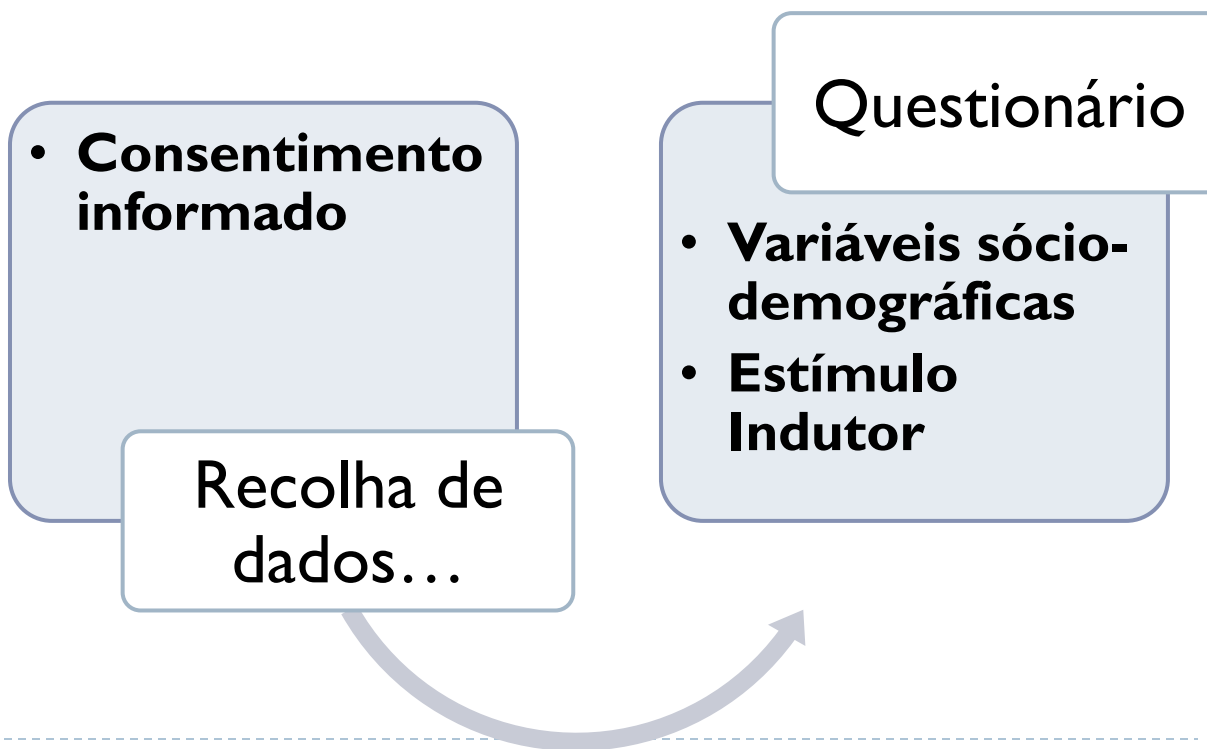 • Consentimento
informado
Recolha de
dados…
Questionário
• Variáveis sócio-
demográficas
• Estímulo
Indutor